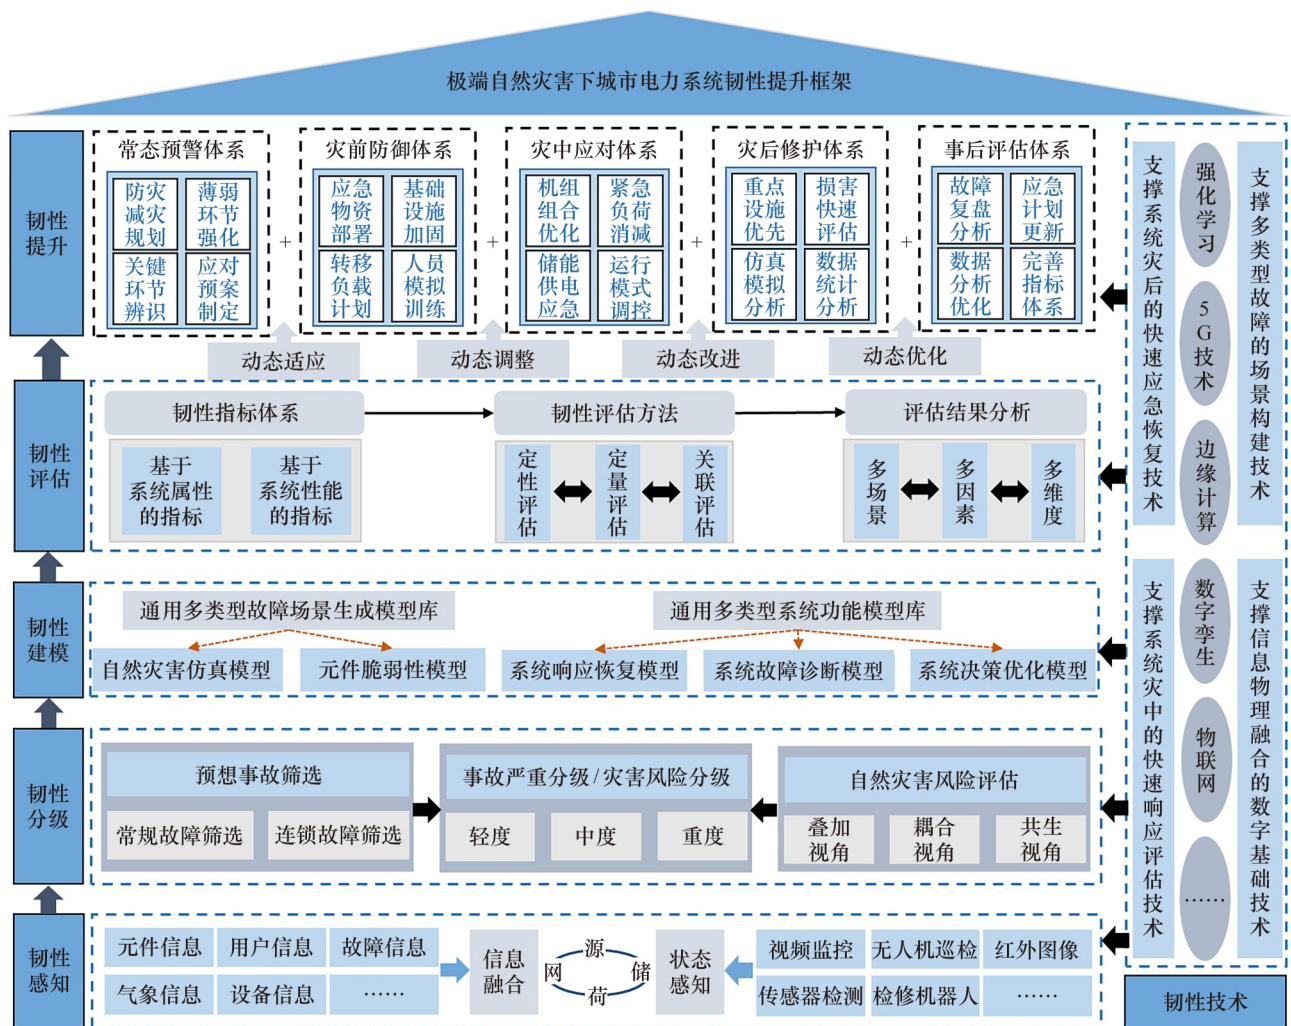 极端自然灾害下城市电力系统韧性提升框架
韧性
提升
常态预警体系
防灾
减灾
规划
薄弱
环节
强化
关键
环节
辨识
应对
预案
制定
+
灾前防御体系
应急
物资
部署
基础
设施
加固
转移
负载
计划
人员
模拟
训练
+
灾中应对体系
机组
组合
优化
紧急
负荷
消减
储能
供电
应急
运行
模式
调控
+
灾后修护体系
重点
设施
优先
损害
快速
评估
仿真
模拟
分析
数据
统计
分析
+
事后评估体系
故障
复盘
分析
应急
计划
更新
数据
分析
优化
完善
指标
体系
动态适应
动态调整
动态改进
动态优化
韧性
评估
韧性指标体系
韧性评估方法
评估结果分析
基于
系统属性
的指标
基于
系统性能
的指标
定性评估
定量评估
关联评估
多场景
多因素
多维度
韧性
建模
通用多类型故障场景生成模型库
通用多类型系统功能模型库
自然灾害仿真模型
元件脆弱性模型
系统响应恢复模型
系统故障诊断模型
系统决策优化模型
韧性
分级
预想事故筛选
常规故障筛选
连锁故障筛选
事故严重分级/灾害风险分级
轻度
中度
重度
自然灾害风险评估
叠加
视角
耦合
视角
共生
视角
韧性
感知
元件信息
用户信息
故障信息
气象信息
设备信息
……
信息
融合
源
网
储
荷
状态
感知
视频监控
无人机巡检
红外图像
传感器检测
检修机器人
……
支撑系统灾后的快速应急恢复技术
强化学习
5G技术
边缘计算
支撑多类型故障的场景构建技术
支撑系统灾中的快速响应评估技术
数字孪生
物联网
……
支撑信息物理融合的数字基础技术
韧性技术